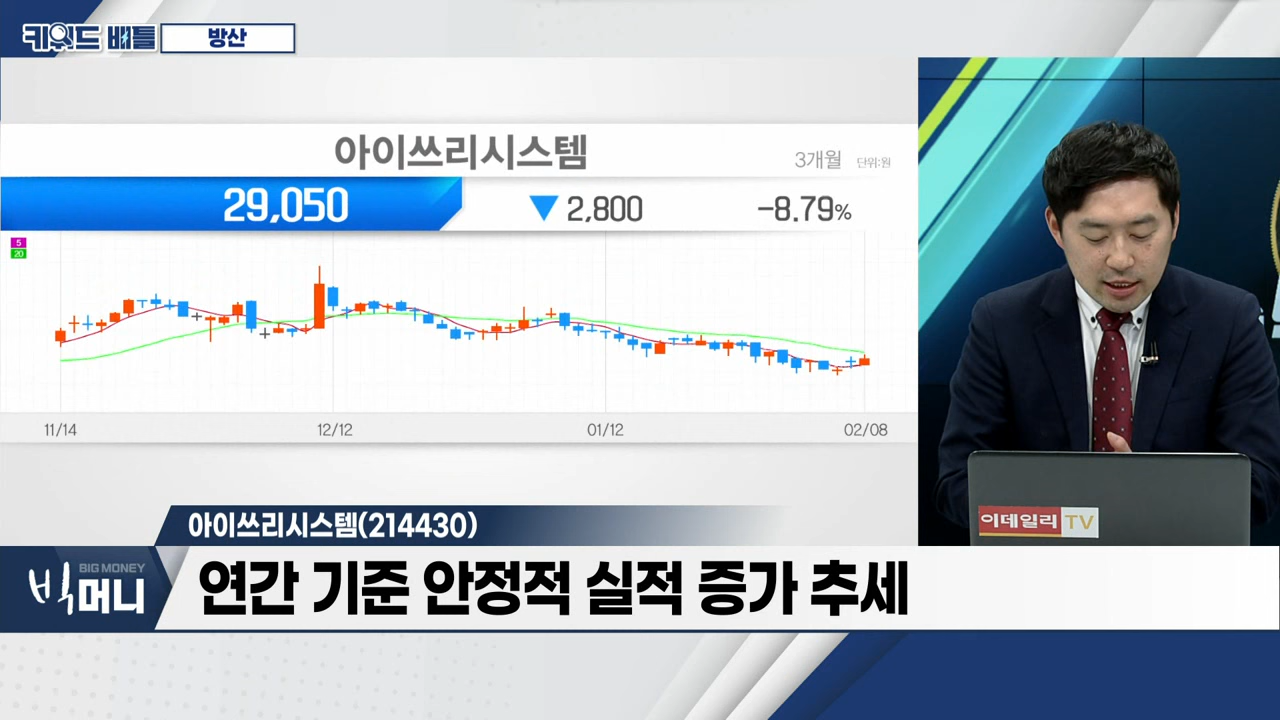 키워드 배틀 방산
아이쓰리시스템
3개월 단위:원
29,050 ▼2,800 -8.79%
5
20
11/14 12/12 01/12 02/08
이데일리TV
아이쓰리시스템(214430)
BIG MONEY
빅머니
연간 기준 안정적 실적 증가 추세